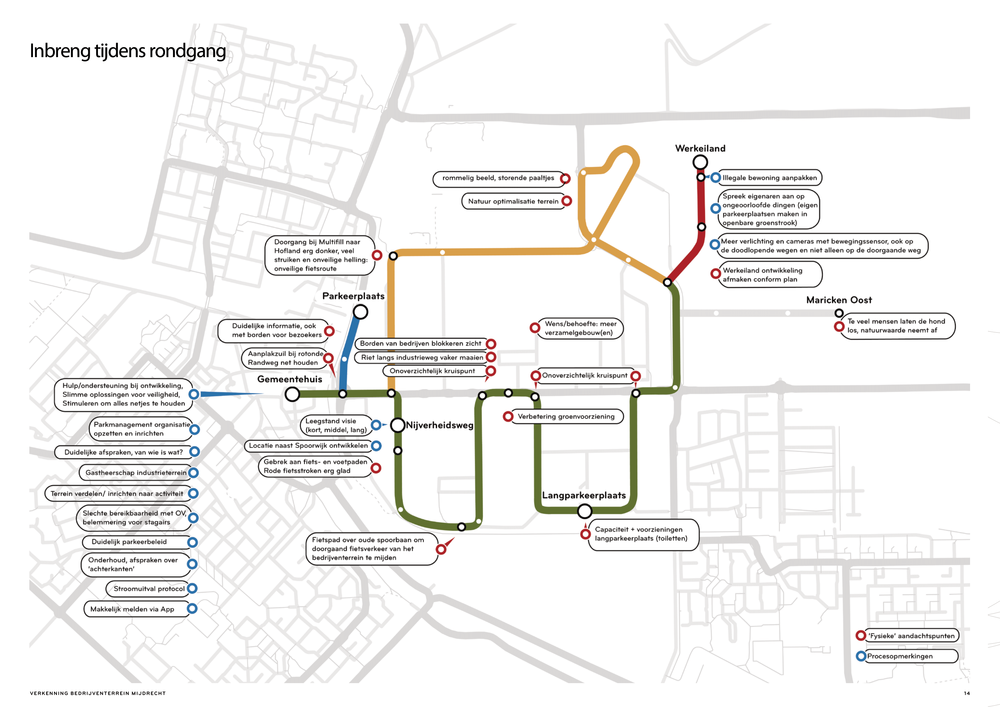 Inbreng tijdens rondgang
Werkeiland
rommelig beeld, storende paaltjes
Natuur optimalisatie terrein
Illegale bewoning aanpakken
Spreek eigenaren aan op
ongeoorloofde dingen (eigen
parkeerplaatsen maken in
openbare groenstrook)
Meer verlichting en cameras met bewegingssensor, ook op
de doodlopende wegen en niet alleen op de doorgaande weg
Werkeiland ontwikkeling
afmaken conform plan
Doorgang bij Multifill naar
Hofland erg donker, veel
struiken en onveilige helling:
onveilige fietsroute
Parkeerplaats
Maricken Oost
Te veel mensen laten de hond
los, natuurwaarde neemt af
Duidelijke informatie, ook
met borden voor bezoekers
Aanplakzuil bij rotonde
Randweg net houden
Borden van bedrijven blokkeren zicht
Riet langs industrieweg vaker maaien
Onoverzichtelijk kruispunt
Wens/behoefte: meer
verzamelgebouw(en)
Onoverzichtelijk kruispunt
Gemeentehuis
Hulp/ondersteuning bij ontwikkeling,
Slimme oplossingen voor veiligheid,
Stimuleren om alles netjes te houden
Parkmanagement organisatie
opzetten en inrichten
Duidelijke afspraken, van wie is wat?
Gastheerschap industrieterrein
Terrein verdelen/ inrichten naar activiteit
Slechte bereikbaarheid met OV,
belemmering voor stagairs
Duidelijk parkeerbeleid
Onderhoud, afspraken over
'achterkanten'
Stroomuitval protocol
Makkelijk melden via App
Leegstand visie
(kort, middel, lang)
Nijverheidsweg
Locatie naast Spoorwijk ontwikkelen
Gebrek aan fiets- en voetpaden
Rode fietsstroken erg glad
Verbetering groenvoorziening
Langparkeerplaats
Capaciteit + voorzieningen
langparkeerplaats (toiletten)
Fietspad over oude spoorbaan om
doorgaand fietsverkeer van het
bedrijventerrein te mijden
'Fysieke' aandachtspunten
Procesopmerkingen
VERKENNING BEDRIJVENTERREIN MIJDRECHT
14